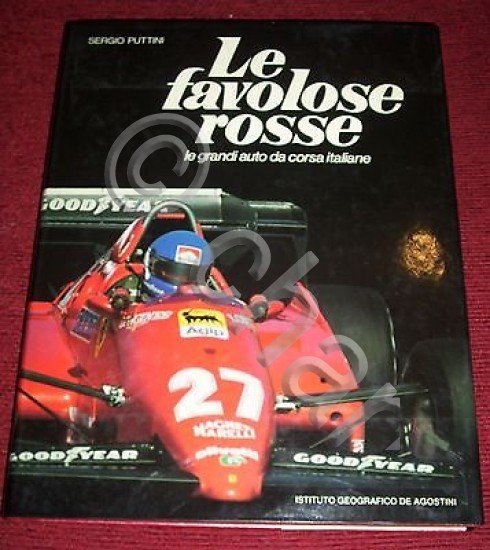 SERGIO PUTTINI
Le
favolose
rosse
le grandi auto da corsa italiane
GOODYEAR
Agip
27
MAGNETI
MARELLI
GOODYEAR
GOODYEAR
ISTITUTO GEOGRAFICO DE AGOSTINI